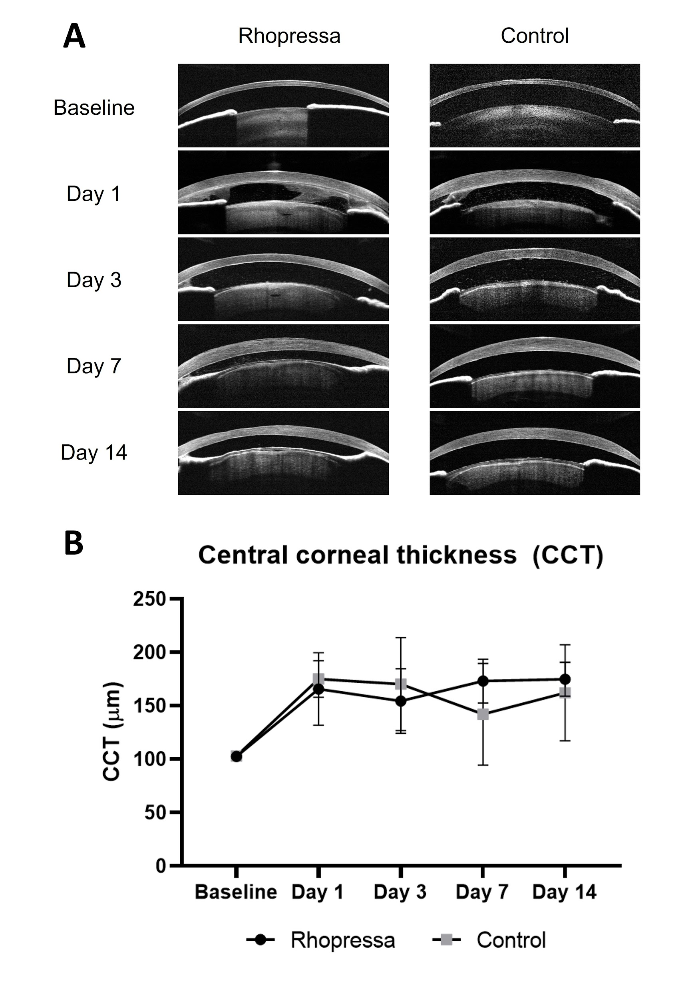 A
Rhopressa Control
Baseline
Day 1
Day 3
Day 7
Day 14
B
Central corneal thickness (CCT)
CCT (μm)
250
200
150
100
50
0
Baseline Day 1 Day 3 Day 7 Day 14
Rhopressa Control